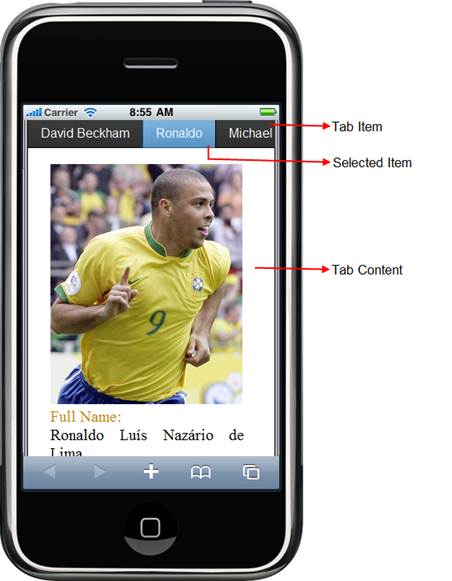 Carrier 8:55 AM
David Beckham Ronaldo Michael
Tab Item
Selected Item
Tab Content
9
Full Name:
Ronaldo Luís Nazário de
Lima